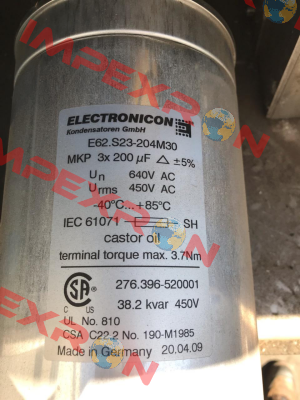 ELECTRONICON
Kondensatoren GmbH
E62.S23-204M30
MKP 3x 200 µF △ ±5%
Un 640V AC
Urms 450V AC
-40°C...+85°C
IEC 61071 SH
castor oil
terminal torque max. 3.7Nm
276.396-520001
C US
38.2 kvar 450V
UL No. 810
CSA C22.2 No. 190-M1985
Made in Germany 20.04.09
IMPEXRON